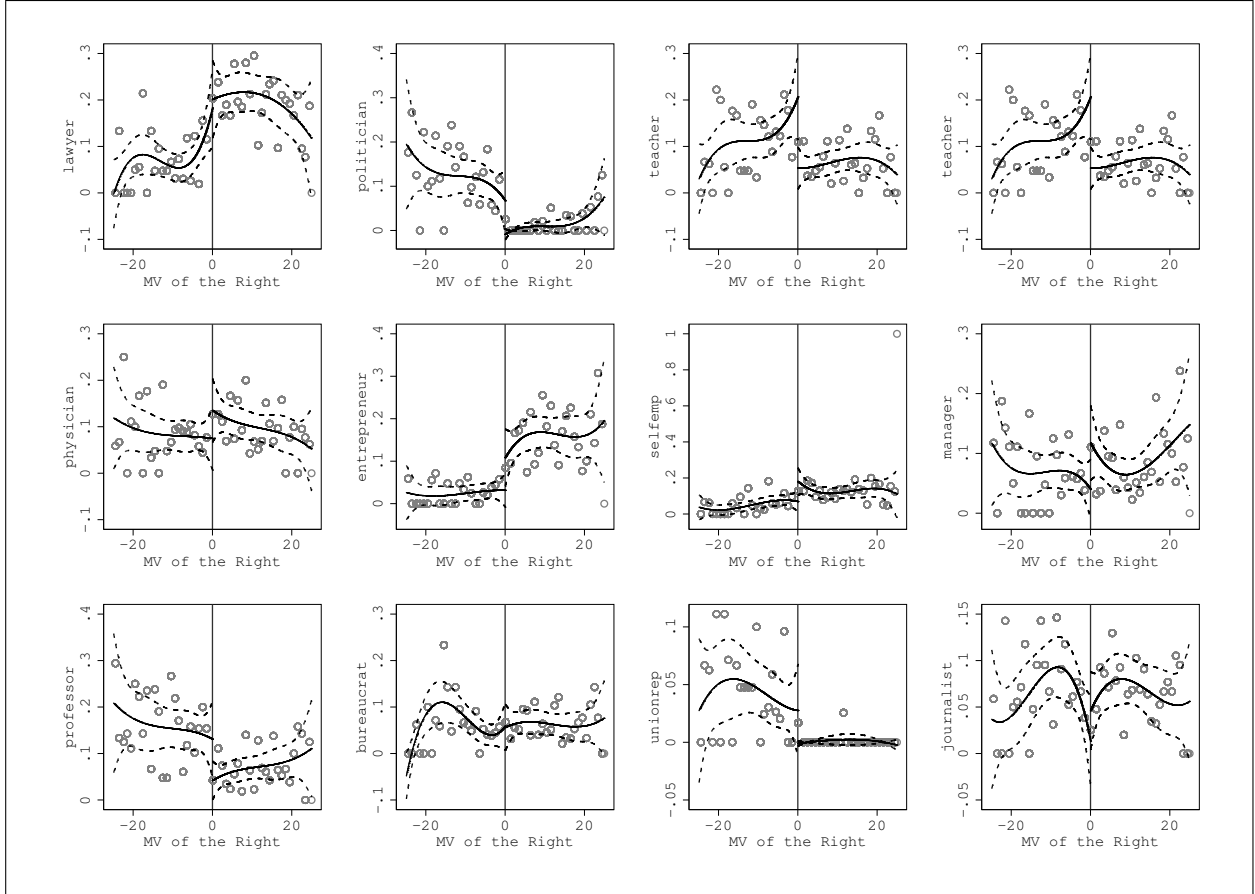 lawyer
-.1 0 .1 .2 .3
-20 0 20
MV of the Right
politician
0 .1 .2 .3 .4
-20 0 20
MV of the Right
teacher
-.1 0 .1 .2 .3
-20 0 20
MV of the Right
teacher
-.1 0 .1 .2 .3
-20 0 20
MV of the Right
physician
-.1 0 .1 .2 .3
-20 0 20
MV of the Right
entrepreneur
0 .1 .2 .3 .4
-20 0 20
MV of the Right
selfemp
0 .2 .4 .6 .8 1
-20 0 20
MV of the Right
manager
0 .1 .2 .3
-20 0 20
MV of the Right
professor
0 .1 .2 .3 .4
-20 0 20
MV of the Right
bureaucrat
-.1 0 .1 .2 .3
-20 0 20
MV of the Right
unionrep
-.05 0 .05 .1
-20 0 20
MV of the Right
journalist
-.05 0 .05 .1 .15
-20 0 20
MV of the Right